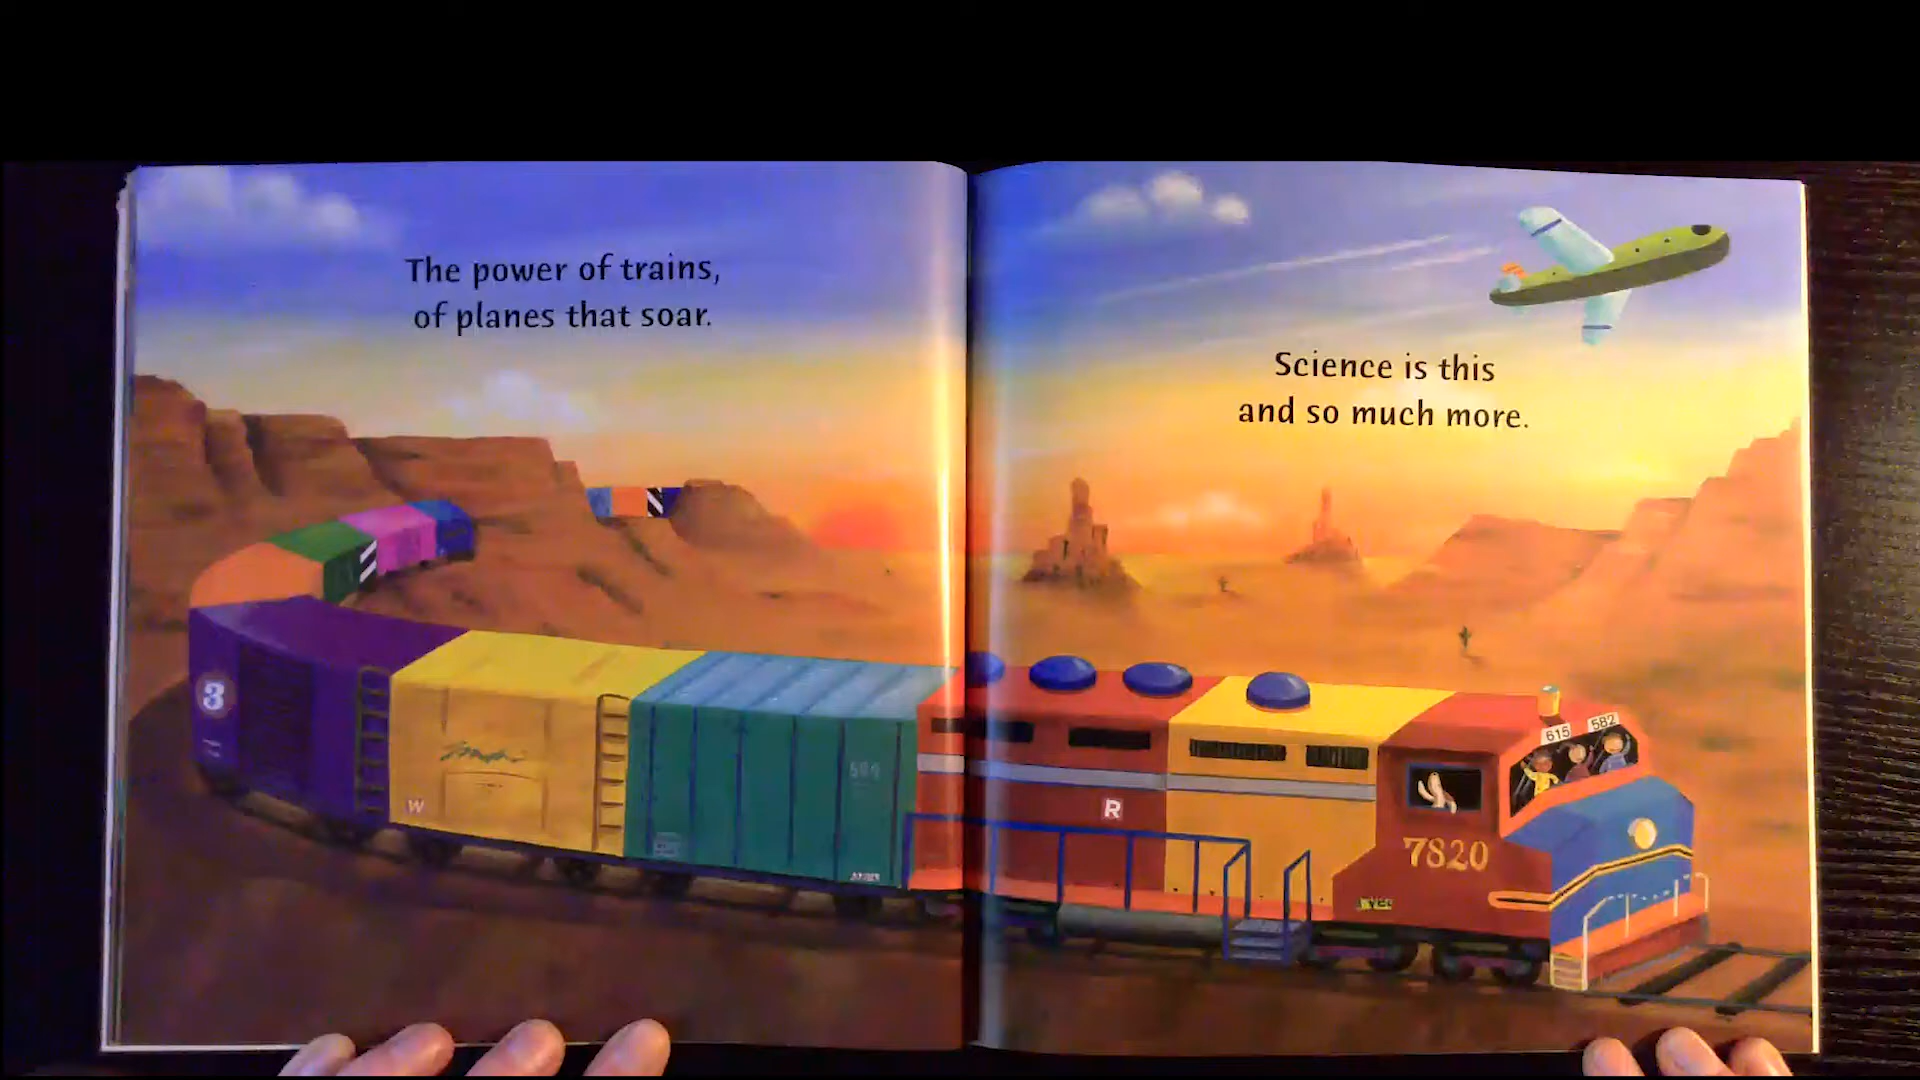 The power of trains,
of planes that soar.
Science is this
and so much more.
3
W
R
7820
615
582